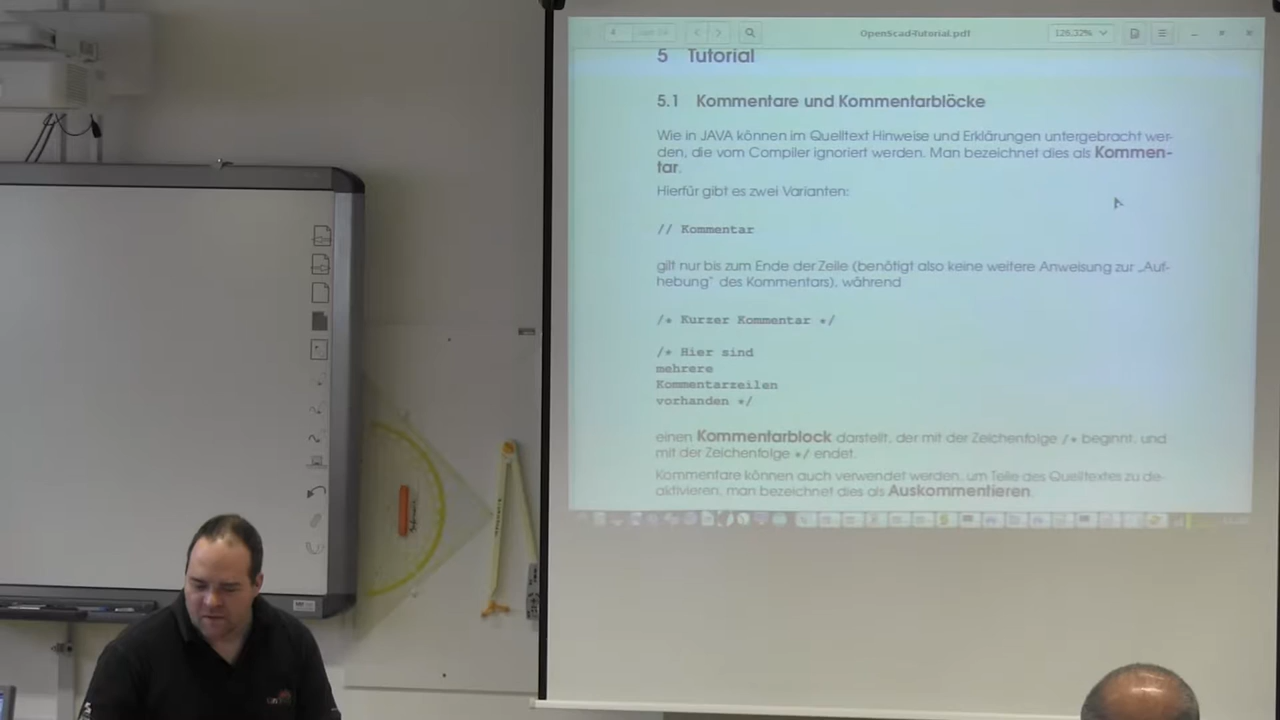 4
OpenScad-Tutorial.pdf
126,32%
5 Tutorial
5.1 Kommentare und Kommentarblöcke
Wie in JAVA können im Quelltext Hinweise und Erklärungen untergebracht wer-
den, die vom Compiler ignoriert werden. Man bezeichnet dies als Kommen-
tar.
Hierfür gibt es zwei Varianten:
// Kommentar
gilt nur bis zum Ende der Zeile (benötigt also keine weitere Anweisung zur „Auf-
hebung“ des Kommentars), während
/* Kurzer Kommentar */
/* Hier sind
mehrere
Kommentarzeilen
vorhanden */
einen Kommentarblock darstellt, der mit der Zeichenfolge /* beginnt, und
mit der Zeichenfolge */ endet.
Kommentare können auch verwendet werden, um Teile des Quelltextes zu de-
aktivieren, man bezeichnet dies als Auskommentieren.